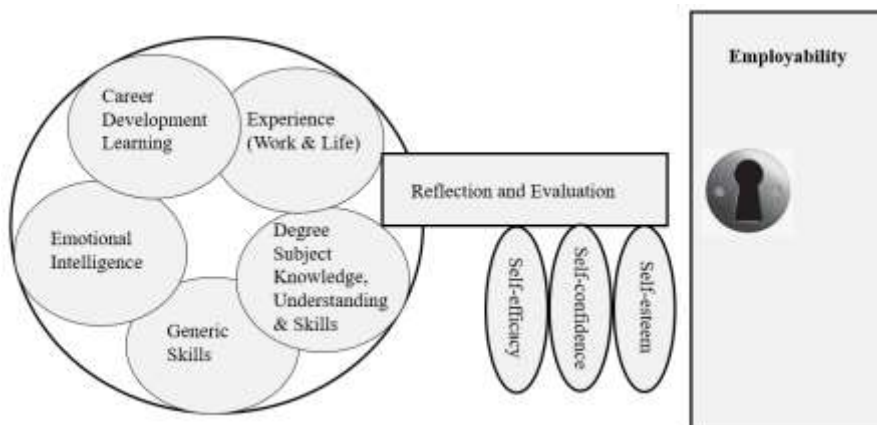 Career
Development
Learning
Experience
(Work & Life)
Emotional
Intelligence
Degree
Subject
Knowledge,
Understanding
& Skills
Generic
Skills
Reflection and Evaluation
Self-efficacy
Self-confidence
Self-esteem
Employability